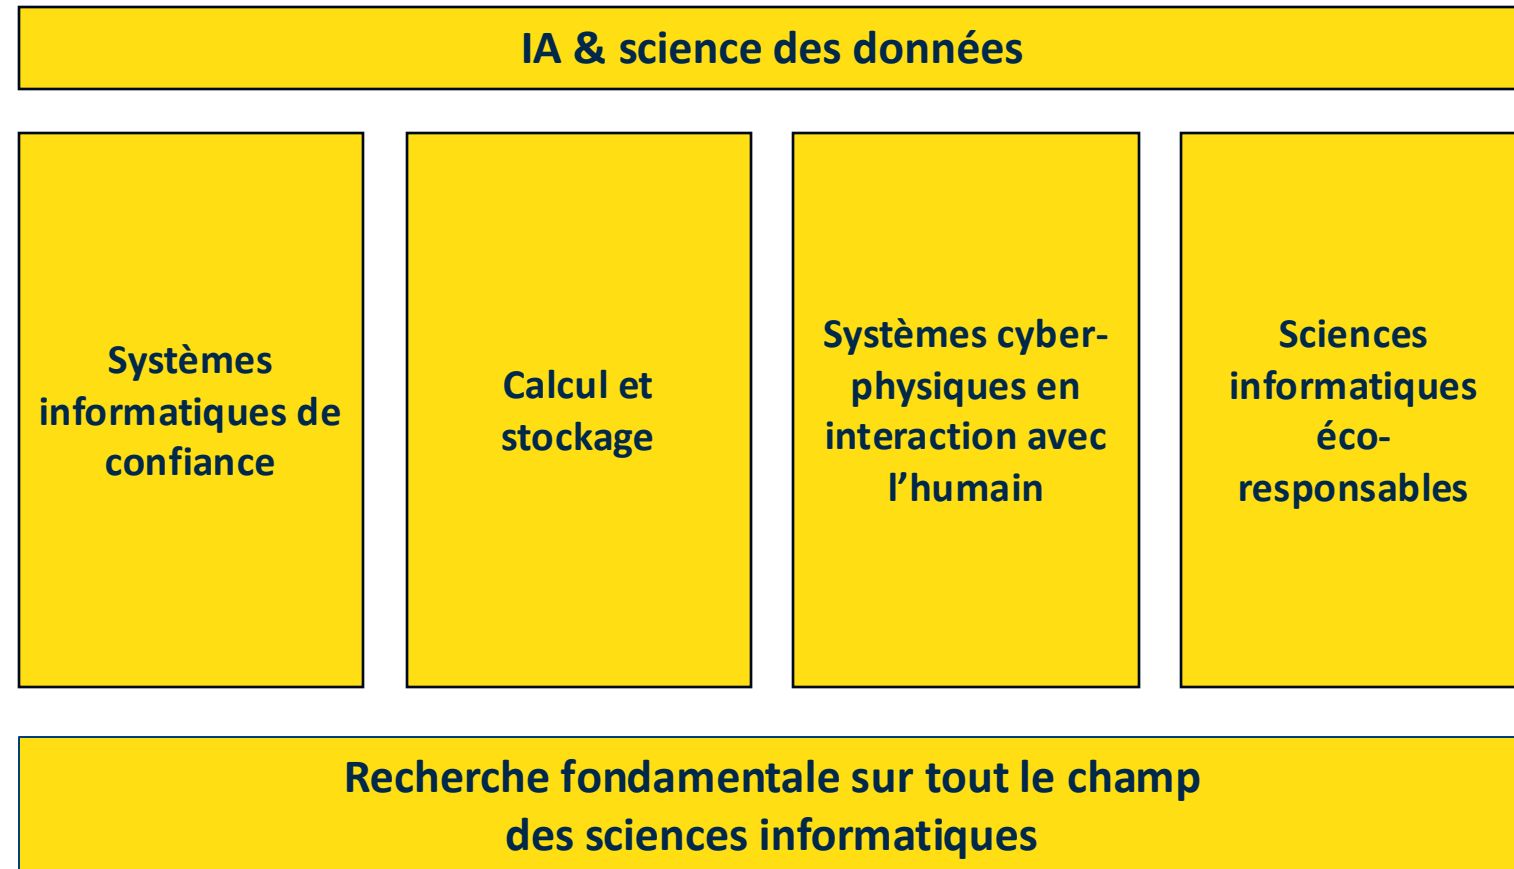 IA & science des données
Systèmes
informatiques de
confiance
Calcul et
stockage
Systèmes cyber-
physiques en
interaction avec
l’humain
Sciences
informatiques
éco-
responsables
Recherche fondamentale sur tout le champ
des sciences informatiques